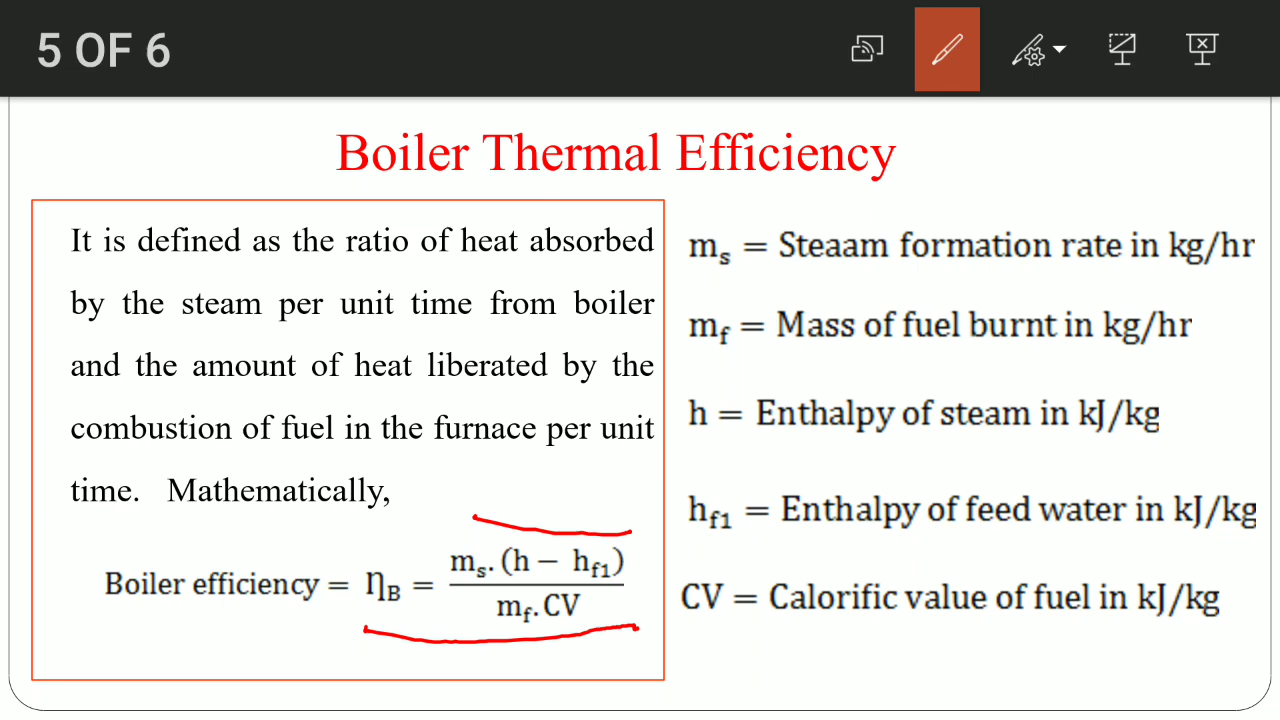 5 OF 6
Boiler Thermal Efficiency
It is defined as the ratio of heat absorbed
by the steam per unit time from boiler
and the amount of heat liberated by the
combustion of fuel in the furnace per unit
time. Mathematically,
Boiler efficiency = η_B = m_s. (h − h_f1) / m_f. CV
m_s = Steaam formation rate in kg/hr
m_f = Mass of fuel burnt in kg/hr
h = Enthalpy of steam in kJ/kg
h_f1 = Enthalpy of feed water in kJ/kg
CV = Calorific value of fuel in kJ/kg